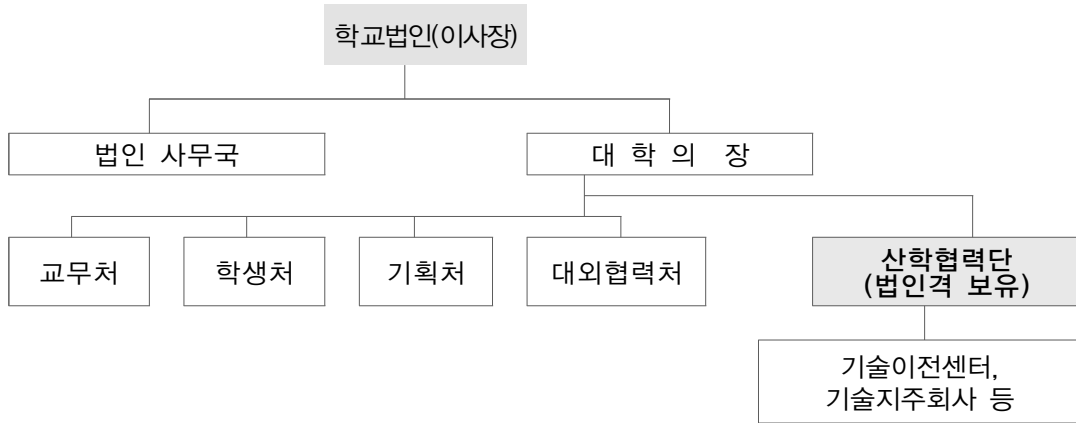 학교법인(이사장)
법인 사무국
대 학 의 장
교무처
학생처
기획처
대외협력처
산학협력단
(법인격 보유)
기술이전센터,
기술지주회사 등